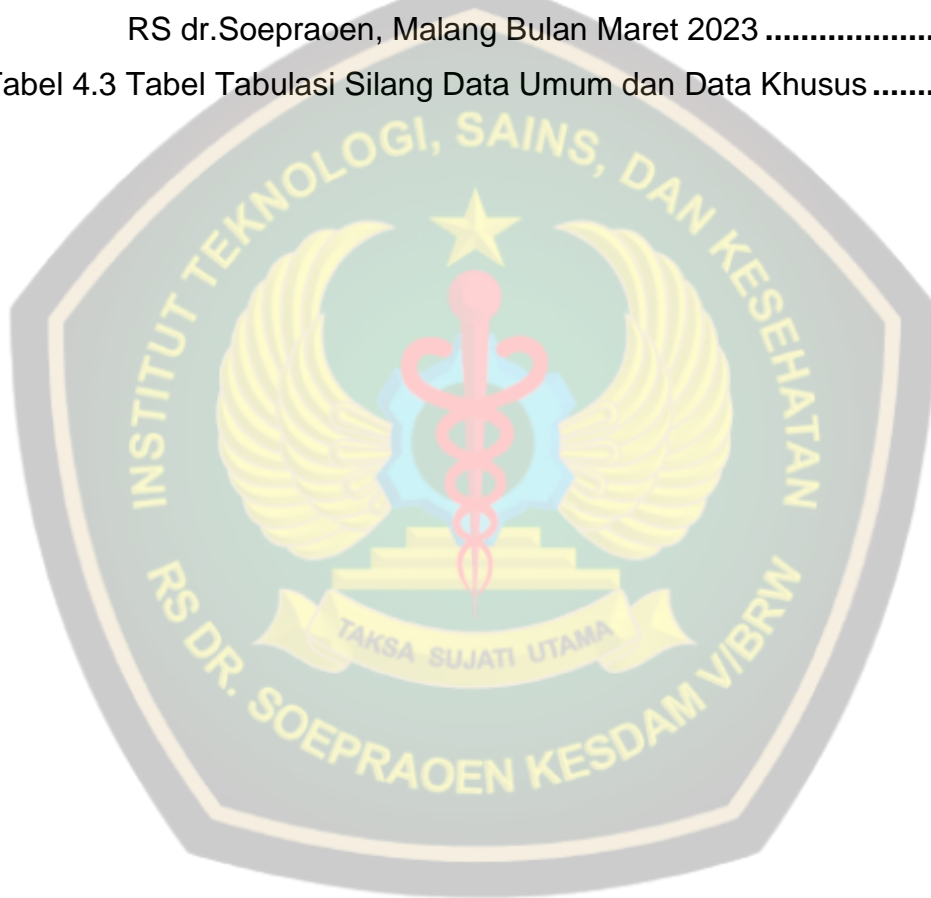 RS dr.Soepraoen, Malang Bulan Maret 2023 ...................
Tabel 4.3 Tabel Tabulasi Silang Data Umum dan Data Khusus .......
INSTITUT TEKNOLOGI, SAINS, DAN KESEHATAN
TAKSA SUJATI UTAMA
RS DR. SOEPRAOEN KESDAM V/BRW